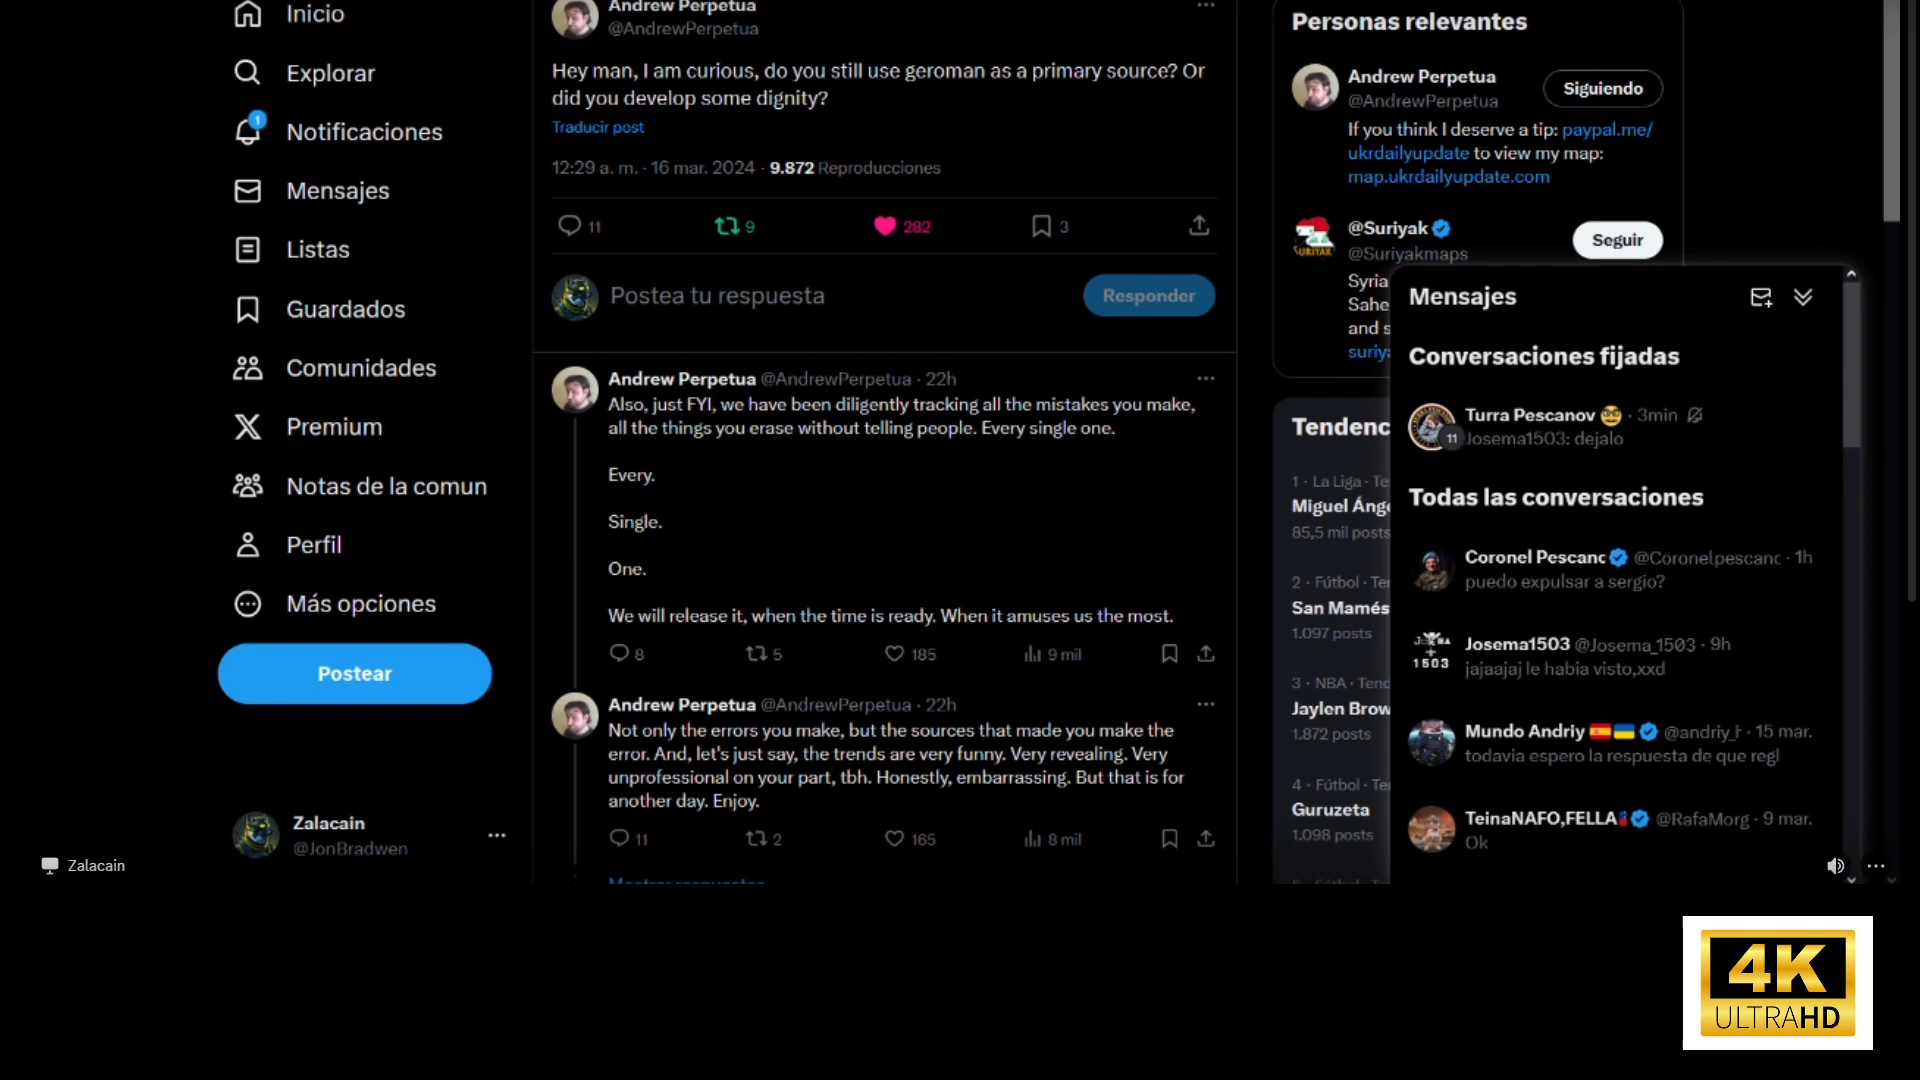 Inicio
Explorar
1
Notificaciones
Mensajes
Listas
Guardados
Comunidades
Premium
Notas de la comun
Perfil
Más opciones
Postear
Zalacain
@JonBradwen
Zalacain
Andrew Perpetua
@AndrewPerpetua
Hey man, I am curious, do you still use geroman as a primary source? Or
did you develop some dignity?
Traducir post
12:29 a. m. · 16 mar. 2024 · 9.872 Reproducciones
11 9 282 3
Postea tu respuesta
Responder
Andrew Perpetua @AndrewPerpetua · 22h
Also, just FYI, we have been diligently tracking all the mistakes you make,
all the things you erase without telling people. Every single one.
Every.
Single.
One.
We will release it, when the time is ready. When it amuses us the most.
8 5 185 9 mil
Andrew Perpetua @AndrewPerpetua · 22h
Not only the errors you make, but the sources that made you make the
error. And, let's just say, the trends are very funny. Very revealing. Very
unprofessional on your part, tbh. Honestly, embarrassing. But that is for
another day. Enjoy.
11 2 165 8 mil
Personas relevantes
Andrew Perpetua
@AndrewPerpetua
Siguiendo
If you think I deserve a tip: paypal.me/
ukrdailyupdate to view my map:
map.ukrdailyupdate.com
SURIYAK
@Suriyak
@Suriyakmaps
Seguir
Syria
Sahe
and s
suriya
Tendenc
1 · La Liga · Te
Miguel Ánge
85,5 mil posts
2 · Fútbol · Te
San Mamés
1.097 posts
3 · NBA · Tend
Jaylen Brow
1.872 posts
4 · Fútbol · Te
Guruzeta
1.098 posts
Mensajes
Conversaciones fijadas
Turra Pescanov · 3min
11
Josema1503: dejalo
Todas las conversaciones
Coronel Pescanc @Coronelpescanc · 1h
puedo expulsar a sergio?
1503
Josema1503 @Josema_1503 · 9h
jajaajaj le habia visto,xxd
Mundo Andriy @andriy_ · 15 mar.
todavia espero la respuesta de que regl
TeinaNAFO,FELLA @RafaMorg · 9 mar.
Ok
4K
ULTRAHD